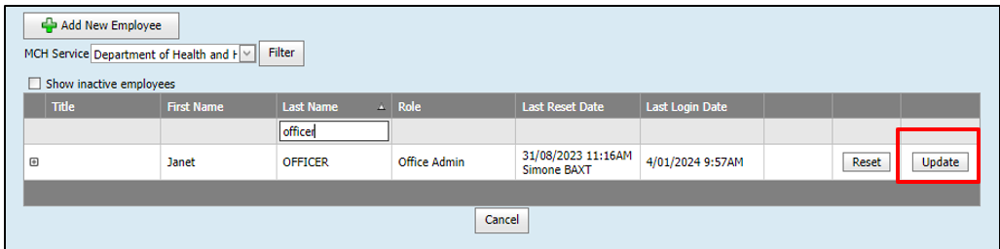 Add New Employee
MCH Service Department of Health and H Filter
Show inactive employees
Title First Name Last Name Role Last Reset Date Last Login Date
officer
Janet OFFICER Office Admin 31/08/2023 11:16AM 4/01/2024 9:57AM Reset Update
Simone BAXT
Cancel